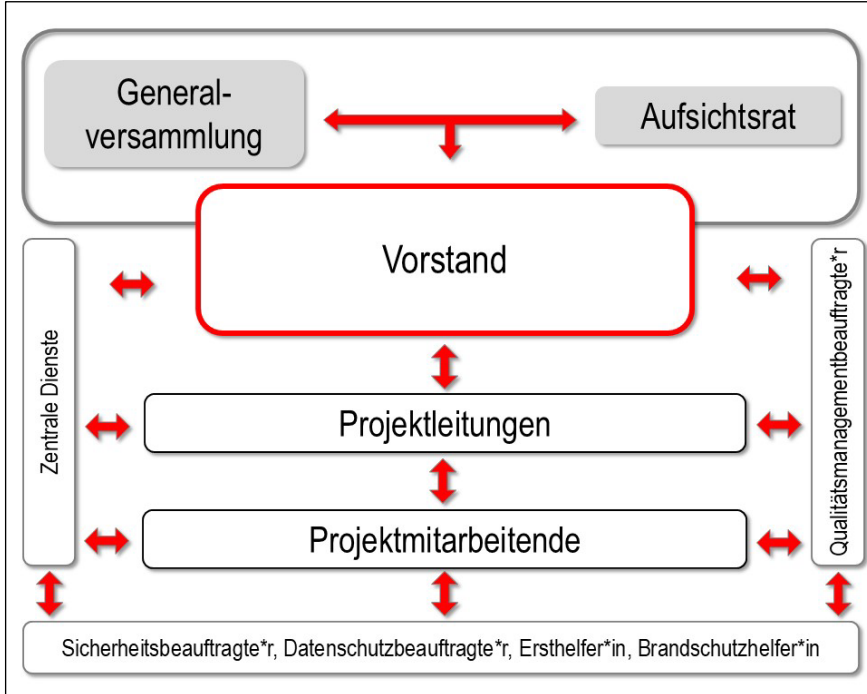 General-
versammlung
Aufsichtsrat
Vorstand
Zentrale Dienste
Qualitätsmanagementbeauftragte*r
Projektleitungen
Projektmitarbeitende
Sicherheitsbeauftragte*r, Datenschutzbeauftragte*r, Ersthelfer*in, Brandschutzhelfer*in